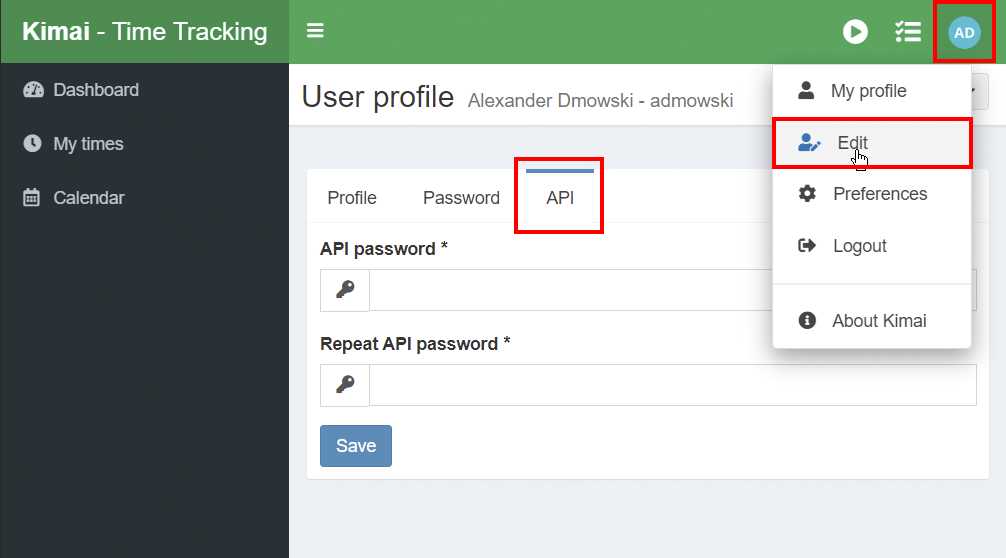 Kimai - Time Tracking
AD
Dashboard
My times
Calendar
User profile Alexander Dmowski - admowski
My profile
Edit
Preferences
Logout
About Kimai
Profile Password API
API password *
Repeat API password *
Save